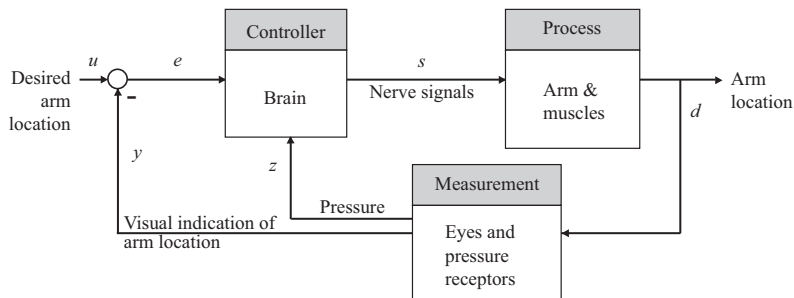 Controller
Process
u
e
s
Desired
arm
location
Brain
Nerve signals
Arm &
muscles
Arm
location
-
d
y
z
Measurement
Pressure
Visual indication of
arm location
Eyes and
pressure
receptors